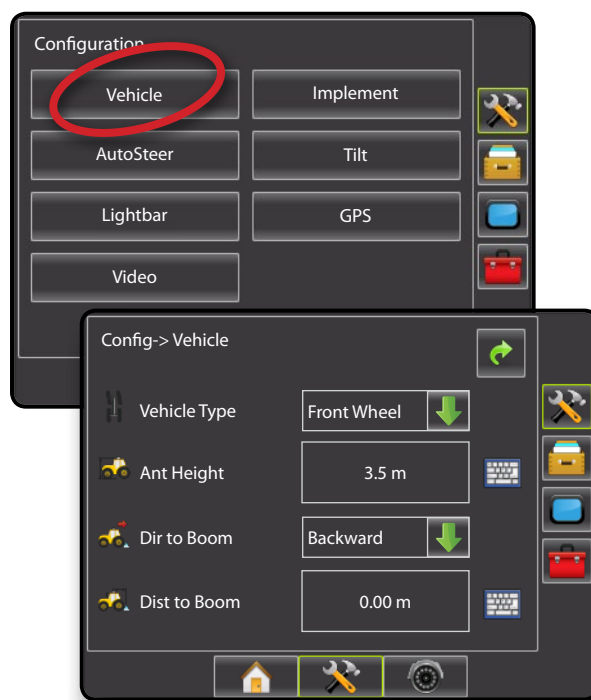 Configuration
Vehicle Implement
AutoSteer Tilt
Lightbar GPS
Video
Config-> Vehicle
Vehicle Type Front Wheel
Ant Height 3.5 m
Dir to Boom Backward
Dist to Boom 0.00 m